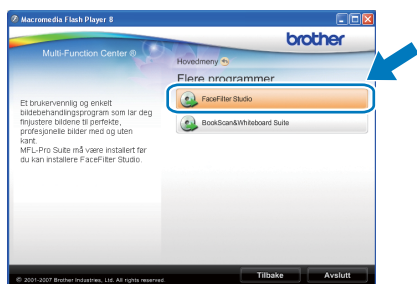 Macromedia Flash Player 8
brother
Multi-Function Center ®
Hovedmeny
Flere programmer
FaceFilter Studio
BookScan&Whiteboard Suite
Et brukervennlig og enkelt
bildebehandlingsprogram som lar deg
finjustere bildene til perfekte,
profesjonelle bilder med og uten
kant.
MFL-Pro Suite må være installert før
du kan installere FaceFilter Studio.
© 2001-2007 Brother Industries, Ltd. All rights reserved
Tilbake
Avslutt